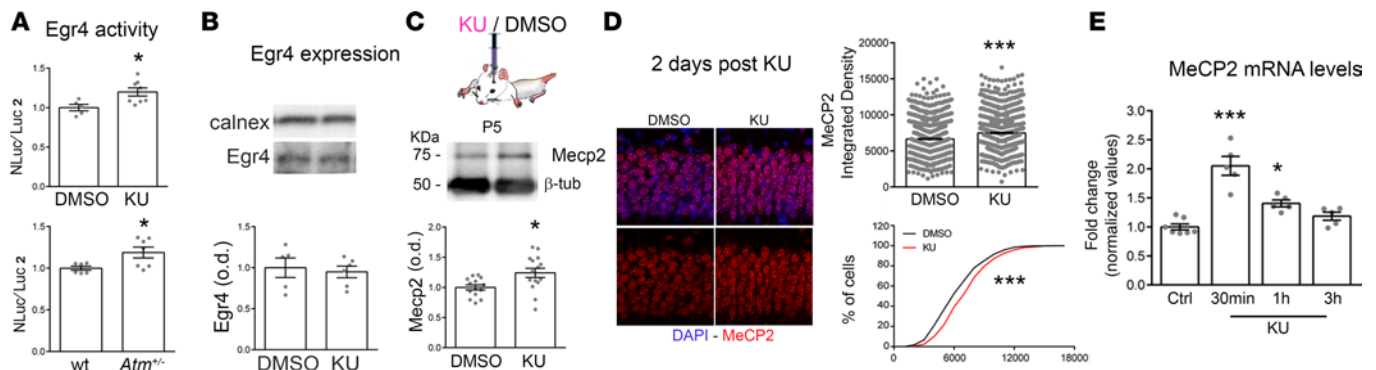 A
Egr4 activity
*
NLuc/Luc 2
1.5
1.0
0.5
0.0
DMSO KU
*
NLuc/Luc 2
1.5
1.0
0.5
0.0
wt Atm+/-
B
Egr4 expression
calnex
Egr4
Egr4 (o.d.)
1.5
1.0
0.5
0.0
DMSO KU
C
KU / DMSO
P5
KDa
75 - Mecp2
50 - β-tub
*
Mecp2 (o.d.)
2.0
1.5
1.0
0.5
0.0
DMSO KU
D
2 days post KU
DMSO KU
DAPI - MeCP2
***
MeCP2
Integrated Density
20000
15000
10000
5000
0
DMSO KU
DMSO
KU
***
% of cells
100
80
60
40
20
0
6000 12000 18000
E
MeCP2 mRNA levels
***
*
Fold change
(normalized values)
3.0
2.5
2.0
1.5
1.0
0.5
0.0
Ctrl 30min 1h 3h
KU